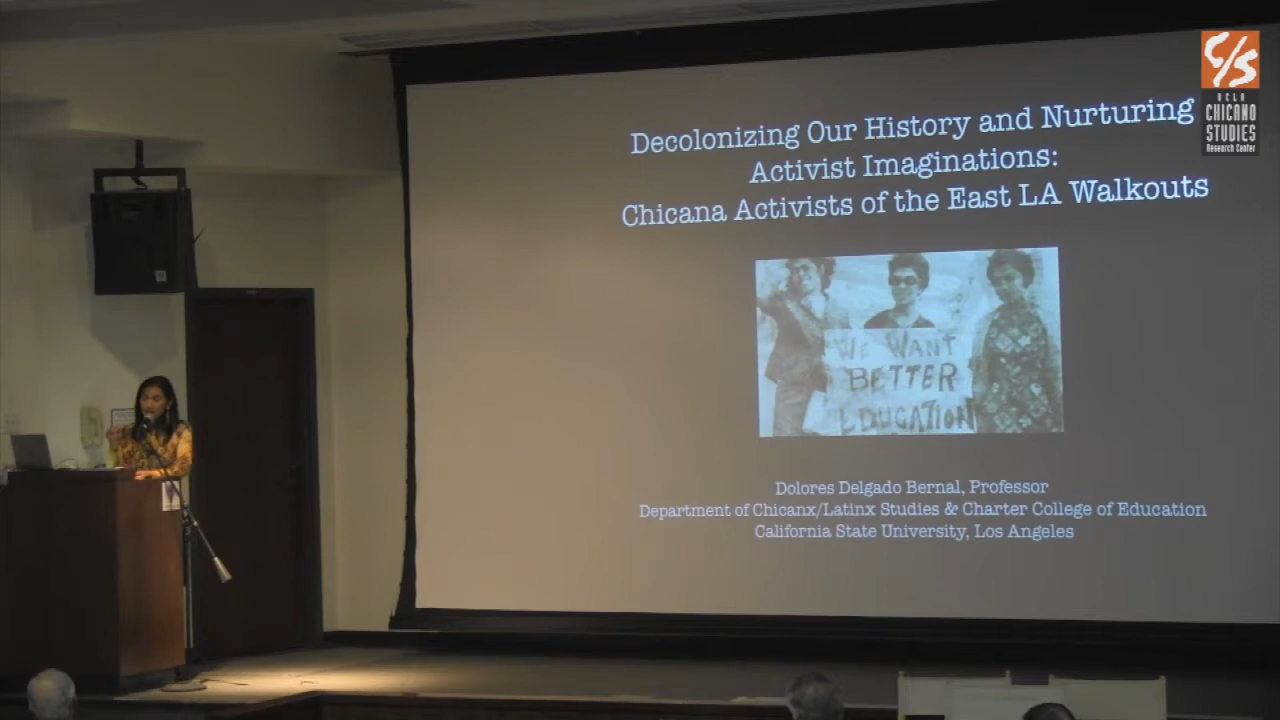 Decolonizing Our History and Nurturing
Activist Imaginations:
Chicana Activists of the East LA Walkouts
WE WANT
BETTER
EDUCATION
Dolores Delgado Bernal, Professor
Department of Chicanx/Latinx Studies & Charter College of Education
California State University, Los Angeles
C/S
UCLA
CHICANO
STUDIES
Research Center